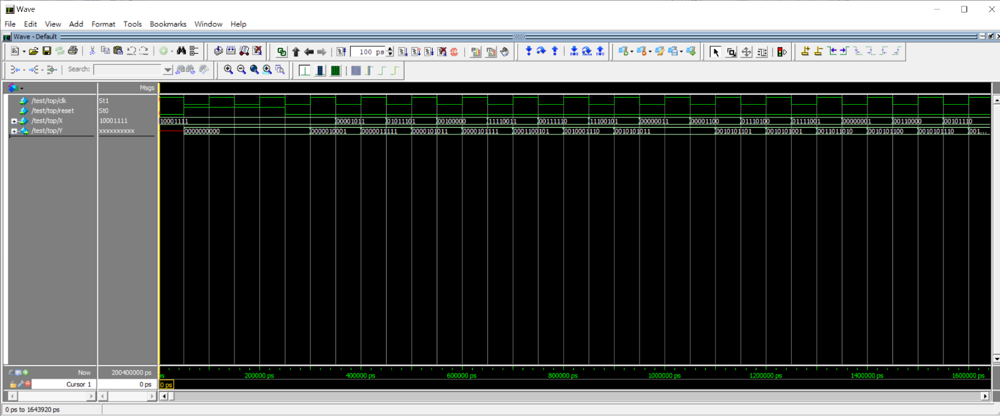 Wave
File Edit View Add Format Tools Bookmarks Window Help
Wave - Default
100 ps
Search:
Msgs
/test/top/clk St1
/test/top/reset St0
/test/top/X 10001111 10001111 00001011 01011101 00100000 11110011 00111110 11100101 00000011 00001100 01110100 01111001 00000001 00110000 00101110
/test/top/Y xxxxxxxxxx 0000000000 0000010001 0000011111 0000101011 0000101111 0001100101 0010001110 0010101011 0010101101 0010101001 0011011010 0010101100 0010101110 001...
Now 200400000 ps ps 200000 ps 400000 ps 600000 ps 800000 ps 1000000 ps 1200000 ps 1400000 ps 1600000 ps
Cursor 1 0 ps 0 ps
0 ps to 1643920 ps